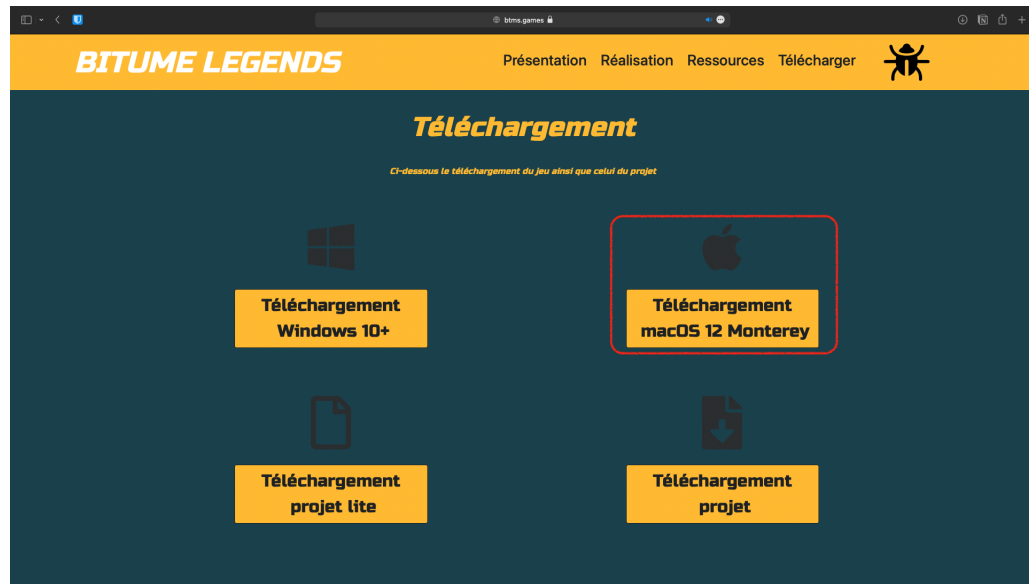 btms.games
BITUME LEGENDS
Présentation Réalisation Ressources Télécharger
Téléchargement
Ci-dessous le téléchargement du jeu ainsi que celui du projet
Téléchargement
Windows 10+
Téléchargement
macOS 12 Monterey
Téléchargement
projet lite
Téléchargement
projet